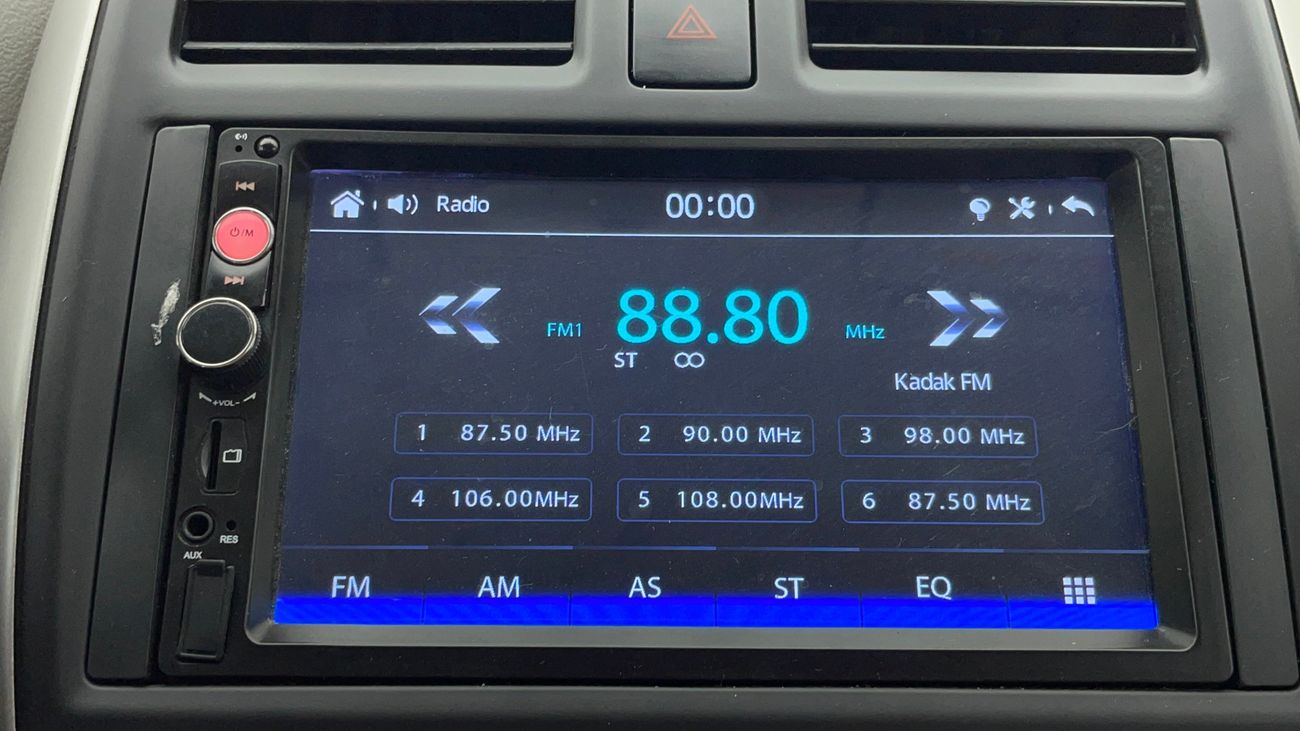 Radio 00:00
⏻/M
FM1 88.80 MHz
ST
Kadak FM
+VOL-
1 87.50 MHz 2 90.00 MHz 3 98.00 MHz
4 106.00MHz 5 108.00MHz 6 87.50 MHz
RES
AUX
FM AM AS ST EQ